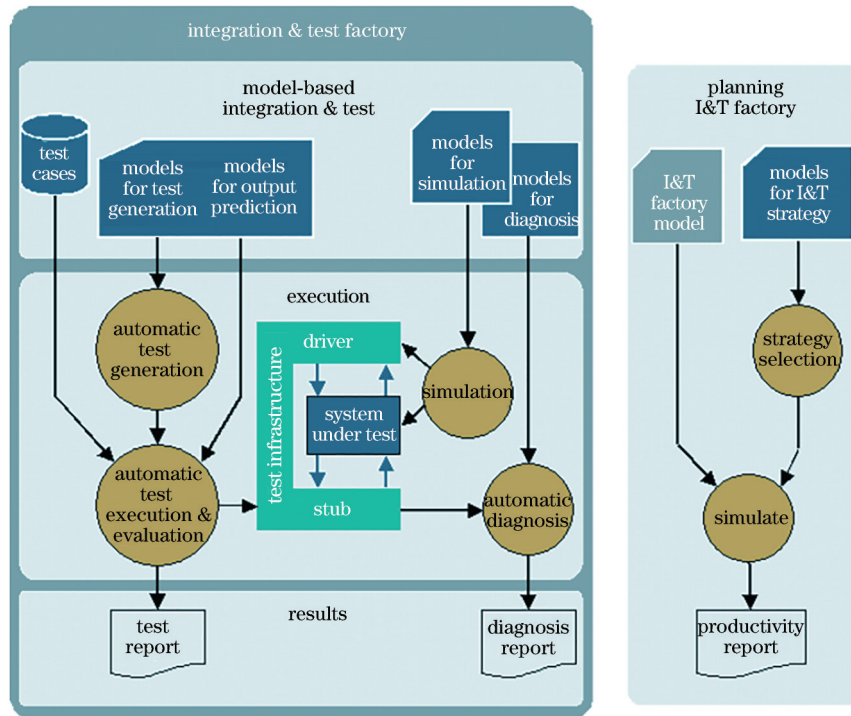 integration & test factory
model-based
integration & test
test
cases
models
for test
generation
models
for output
prediction
models
for
simulation
models
for
diagnosis
execution
automatic
test
generation
driver
simulation
test infrastructure
system
under test
automatic
test
execution &
evaluation
stub
automatic
diagnosis
results
test
report
diagnosis
report
planning
I&T factory
I&T
factory
model
models
for I&T
strategy
strategy
selection
simulate
productivity
report